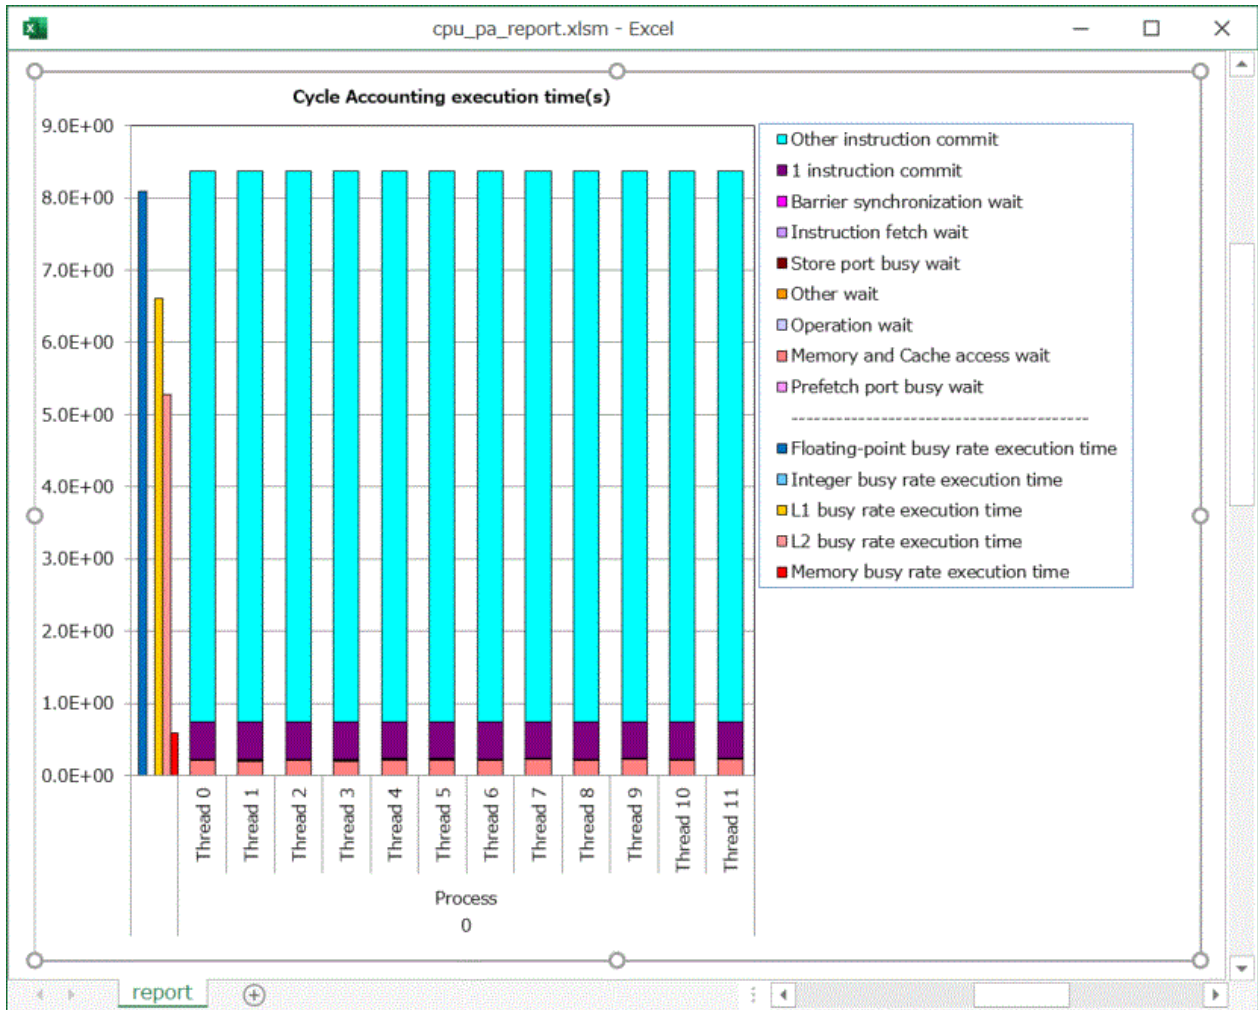 cpu_pa_report.xlsm - Excel
Cycle Accounting execution time(s)
9.0E+00
8.0E+00
7.0E+00
6.0E+00
5.0E+00
4.0E+00
3.0E+00
2.0E+00
1.0E+00
0.0E+00
Other instruction commit
1 instruction commit
Barrier synchronization wait
Instruction fetch wait
Store port busy wait
Other wait
Operation wait
Memory and Cache access wait
Prefetch port busy wait
----------------------------------------
Floating-point busy rate execution time
Integer busy rate execution time
L1 busy rate execution time
L2 busy rate execution time
Memory busy rate execution time
Thread 0
Thread 1
Thread 2
Thread 3
Thread 4
Thread 5
Thread 6
Thread 7
Thread 8
Thread 9
Thread 10
Thread 11
Process
0
report